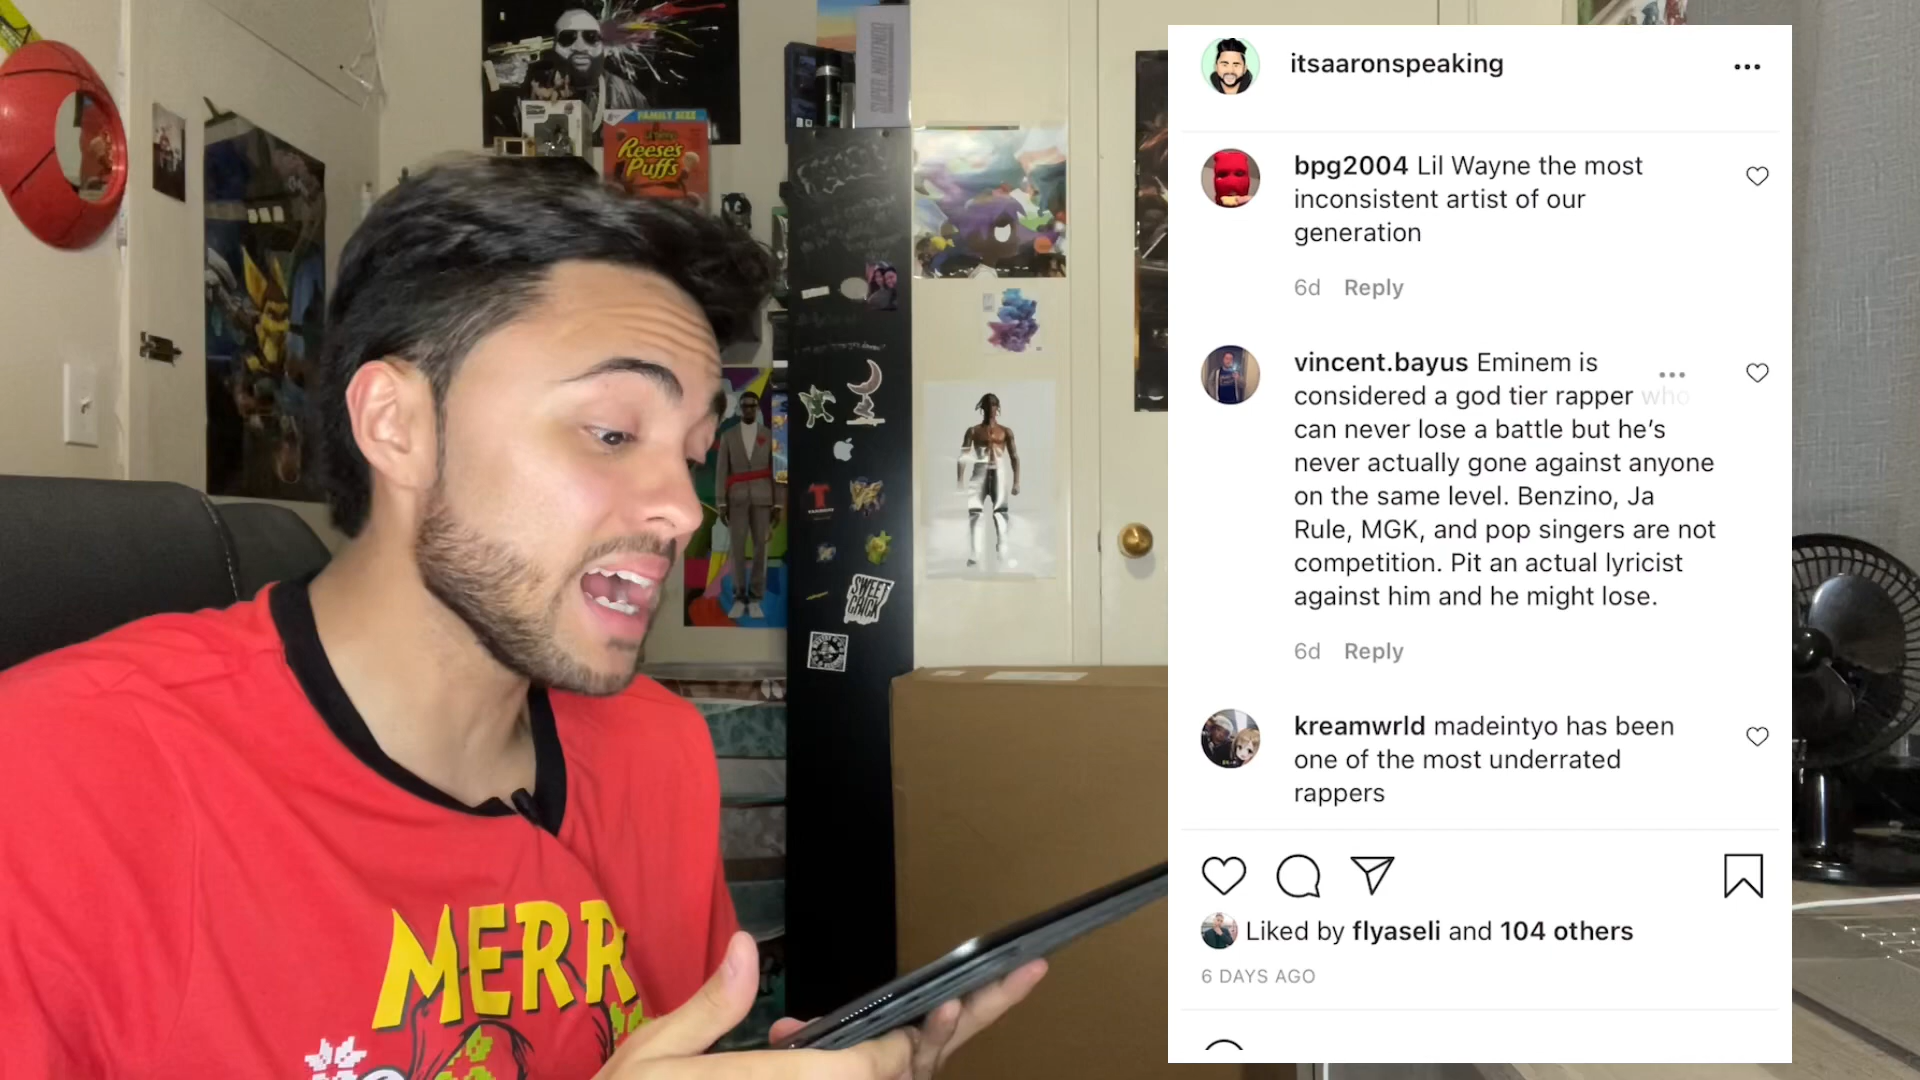 FAMILY SIZE
Reese's
Puffs
SUPER NINTENDO
SWEET
CHICK
MERR
itsaaronspeaking
bpg2004 Lil Wayne the most
inconsistent artist of our
generation
6d Reply
vincent.bayus Eminem is
considered a god tier rapper who
can never lose a battle but he's
never actually gone against anyone
on the same level. Benzino, Ja
Rule, MGK, and pop singers are not
competition. Pit an actual lyricist
against him and he might lose.
6d Reply
kreamwrld madeintyo has been
one of the most underrated
rappers
Liked by flyaseli and 104 others
6 DAYS AGO